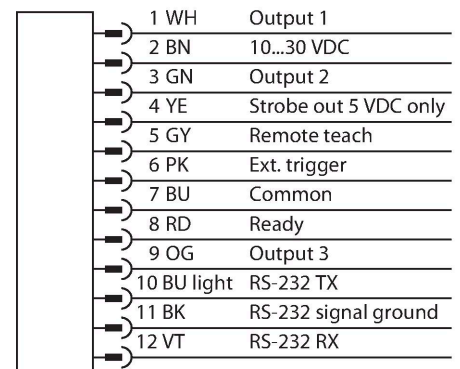 1 WH Output 1
2 BN 10...30 VDC
3 GN Output 2
4 YE Strobe out 5 VDC only
5 GY Remote teach
6 PK Ext. trigger
7 BU Common
8 RD Ready
9 OG Output 3
10 BU light RS-232 TX
11 BK RS-232 signal ground
12 VT RS-232 RX